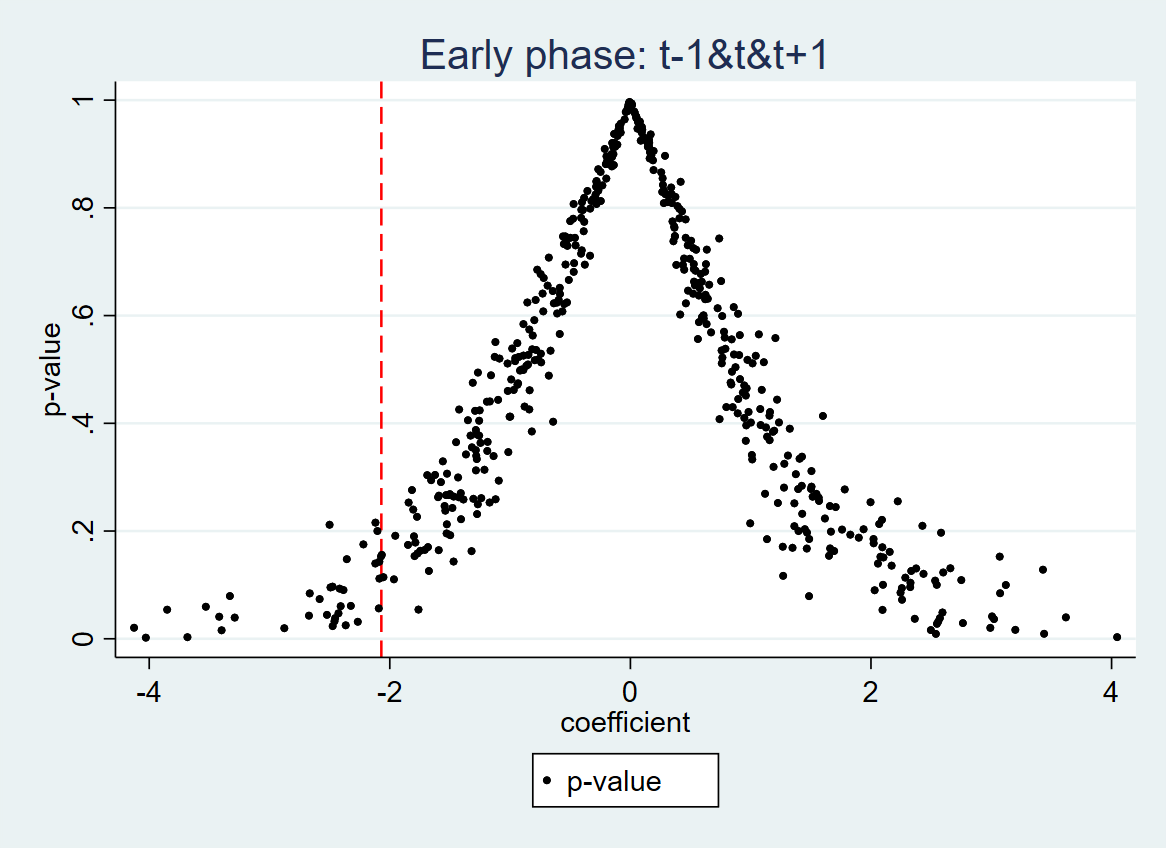 Early phase: t-1&t&t+1
p-value
1
.8
.6
.4
.2
0
-4 -2 0 2 4
coefficient
p-value